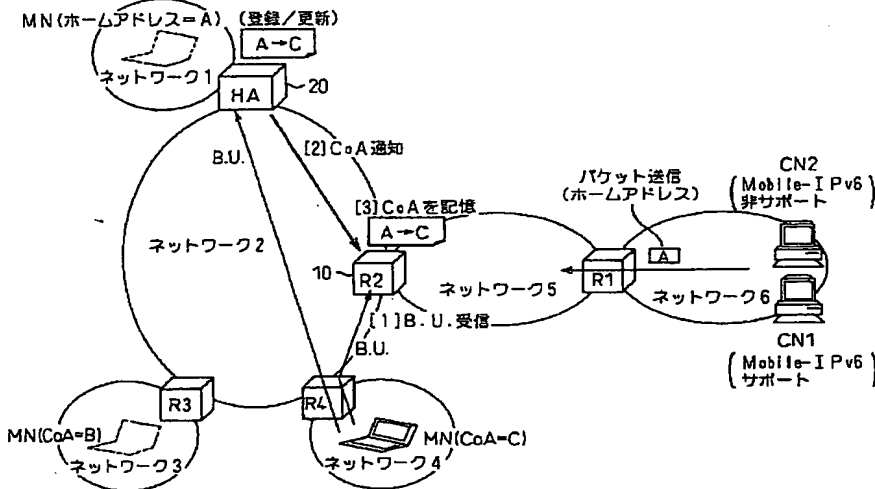 MN(ホームアドレス=A) (登録/更新)
A→C
ネットワーク1
HA
20
B.U.
[2]CoA通知
[3]CoAを記憶
A→C
パケット送信
(ホームアドレス)
CN2
(Mobile-IPv6
非サポート)
ネットワーク2
10
R2
ネットワーク5
R1
A
ネットワーク6
[1]B.U.受信
B.U.
CN1
(Mobile-IPv6
サポート)
R3
R4
MN(CoA=B)
ネットワーク3
MN(CoA=C)
ネットワーク4